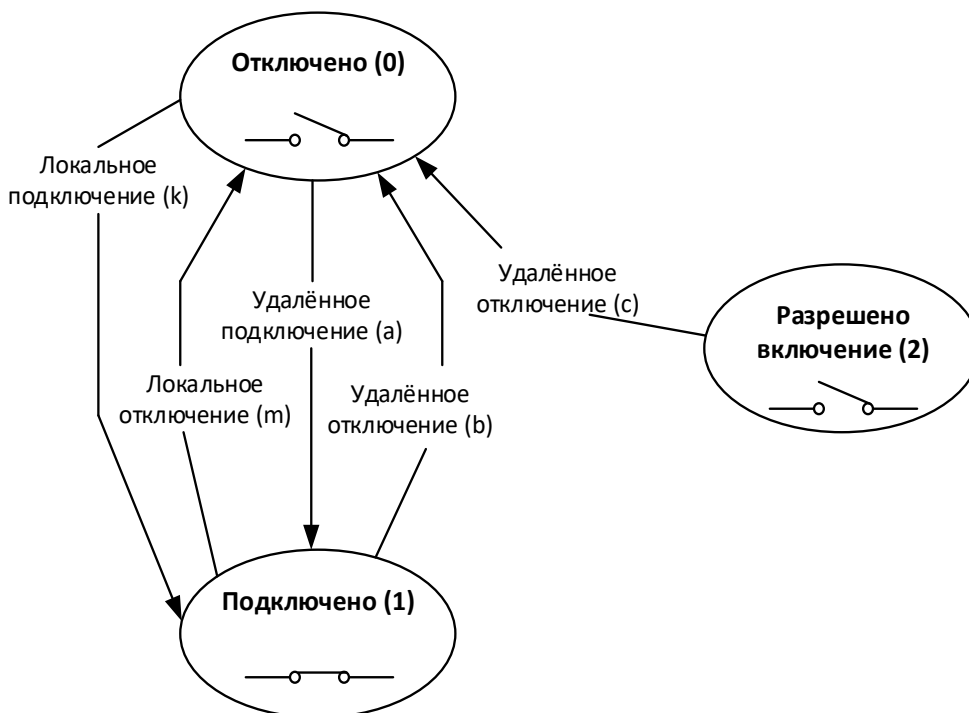 Отключено (0)
Локальное
подключение (k)
Удалённое
отключение (c)
Удалённое
подключение (a)
Разрешено
включение (2)
Локальное
отключение (m)
Удалённое
отключение (b)
Подключено (1)